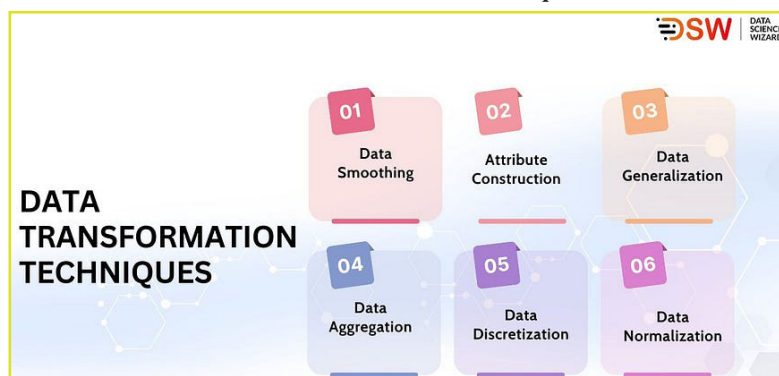 DSW
DATA
SCIENCE
WIZARD
DATA
TRANSFORMATION
TECHNIQUES
01
Data
Smoothing
02
Attribute
Construction
03
Data
Generalization
04
Data
Aggregation
05
Data
Discretization
06
Data
Normalization